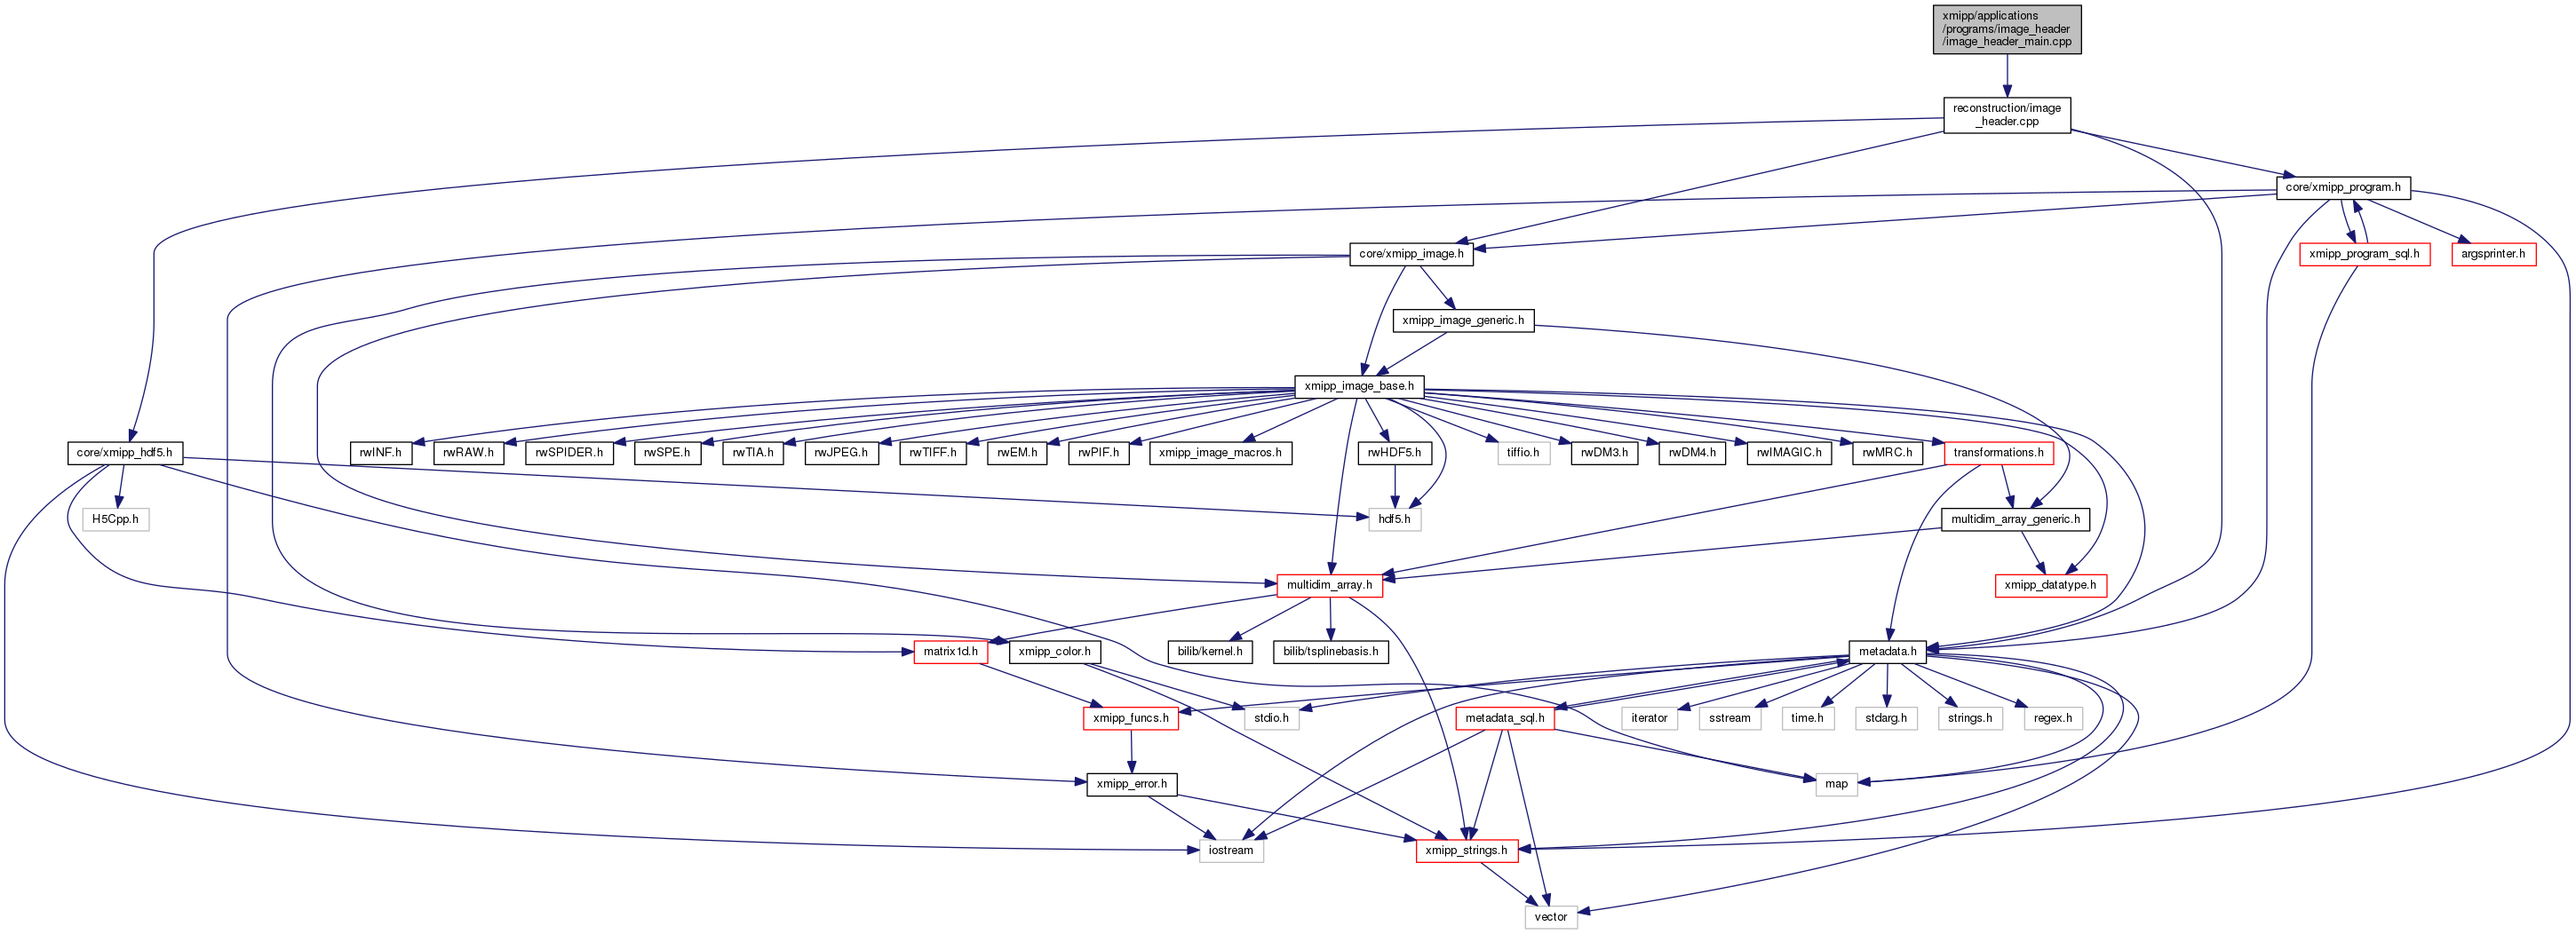 xmipp/applications
/programs/image_header
/image_header_main.cpp
reconstruction/image
_header.cpp
core/xmipp_program.h
core/xmipp_image.h
xmipp_program_sql.h
argsprinter.h
xmipp_image_generic.h
xmipp_image_base.h
core/xmipp_hdf5.h
rwINF.h
rwRAW.h
rwSPIDER.h
rwSPE.h
rwTIA.h
rwJPEG.h
rwTIFF.h
rwEM.h
rwPIF.h
xmipp_image_macros.h
rwHDF5.h
tiffio.h
rwDM3.h
rwDM4.h
rwIMAGIC.h
rwMRC.h
transformations.h
H5Cpp.h
hdf5.h
multidim_array_generic.h
multidim_array.h
xmipp_datatype.h
matrix1d.h
xmipp_color.h
bilib/kernel.h
bilib/tsplinebasis.h
metadata.h
xmipp_funcs.h
stdio.h
metadata_sql.h
iterator
sstream
time.h
stdarg.h
strings.h
regex.h
xmipp_error.h
map
iostream
xmipp_strings.h
vector